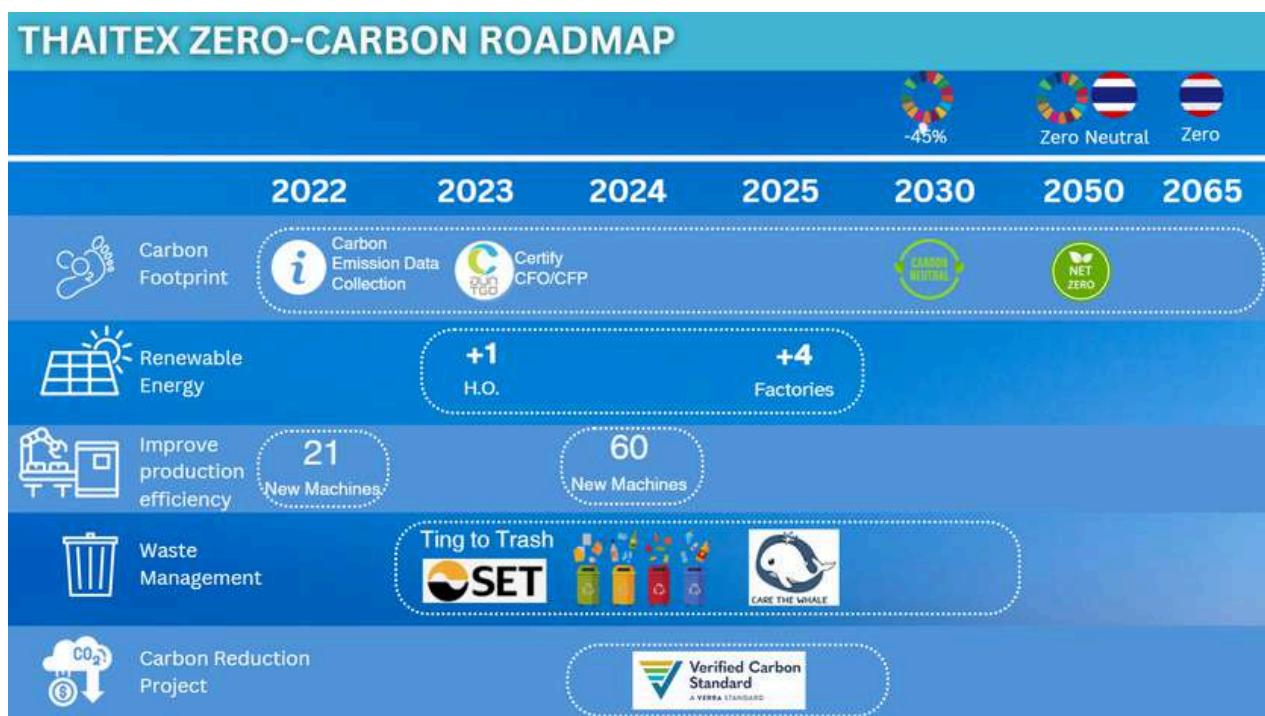 THAITEX ZERO-CARBON ROADMAP
-45%
Zero Neutral
Zero
2022 2023 2024 2025 2030 2050 2065
Carbon
Footprint
Carbon
Emission Data
Collection
Certify
CFO/CFP
CARBON
NEUTRAL
NET
ZERO
Renewable
Energy
+1
H.O.
+4
Factories
Improve
production
efficiency
21
New Machines
60
New Machines
Waste
Management
Ting to Trash
SET
CARE THE WHALE
CO2
$
Carbon Reduction
Project
Verified Carbon
Standard
A VERRA STANDARD